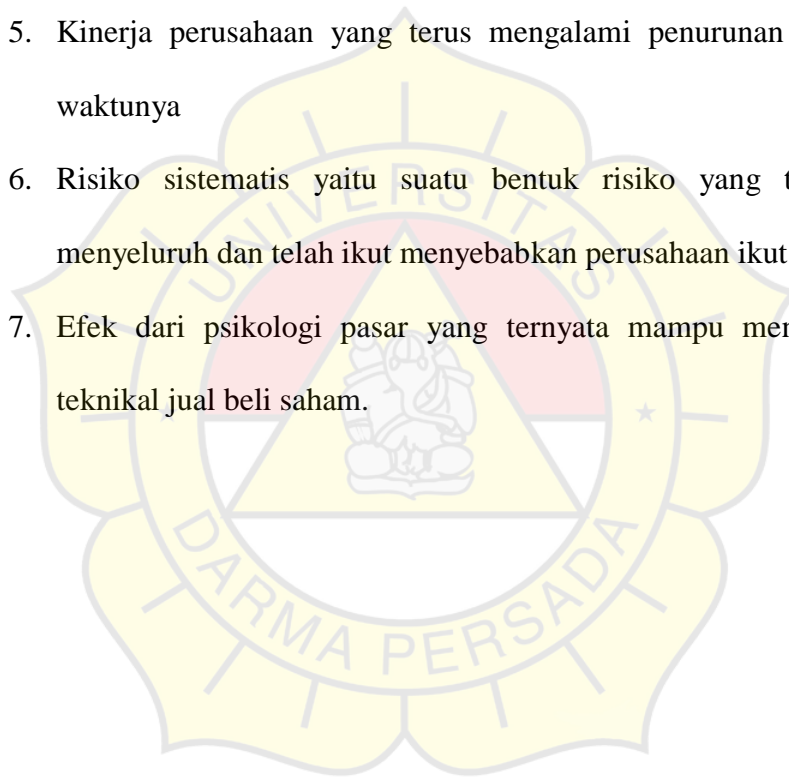 5. Kinerja perusahaan yang terus mengalami penurunan
waktunya
6. Risiko sistematis yaitu suatu bentuk risiko yang
menyeluruh dan telah ikut menyebabkan perusahaan ikut
7. Efek dari psikologi pasar yang ternyata mampu
teknikal jual beli saham.
UNIVERSITAS
DARMA PERSADA